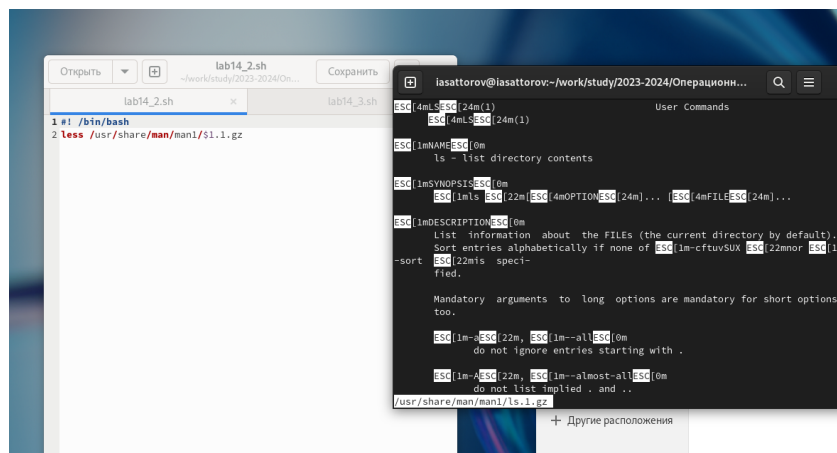 Открыть
lab14_2.sh
~/work/study/2023-2024/Оп...
Сохранить
lab14_2.sh ×
lab14_3.sh
1 #! /bin/bash
2 less /usr/share/man/man1/$1.1.gz
iasattorov@iasattorov:~/work/study/2023-2024/Операционн...
ESC[4mLSESC[24m(1) User Commands
ESC[4mLSESC[24m(1)
ESC[1mNAMEESC[0m
ls - list directory contents
ESC[1mSYNOPSISESC[0m
ESC[1mls ESC[22m[ESC[4mOPTIONESC[24m]... [ESC[4mFILEESC[24m]...
ESC[1mDESCRIPTIONESC[0m
List information about the FILEs (the current directory by default).
Sort entries alphabetically if none of ESC[1m-cftuvSUX ESC[22mnor ESC[1
-sort ESC[22mis speci-
fied.
Mandatory arguments to long options are mandatory for short options
too.
ESC[1m-aESC[22m, ESC[1m--allESC[0m
do not ignore entries starting with .
ESC[1m-AESC[22m, ESC[1m--almost-allESC[0m
do not list implied . and ..
/usr/share/man/man1/ls.1.gz
+ Другие расположения